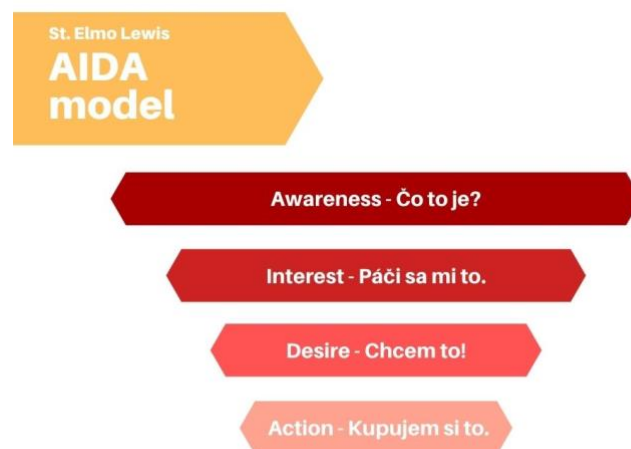 St. Elmo Lewis
AIDA
model
Awareness - Čo to je?
Interest - Páči sa mi to.
Desire - Chcem to!
Action - Kupujem si to.